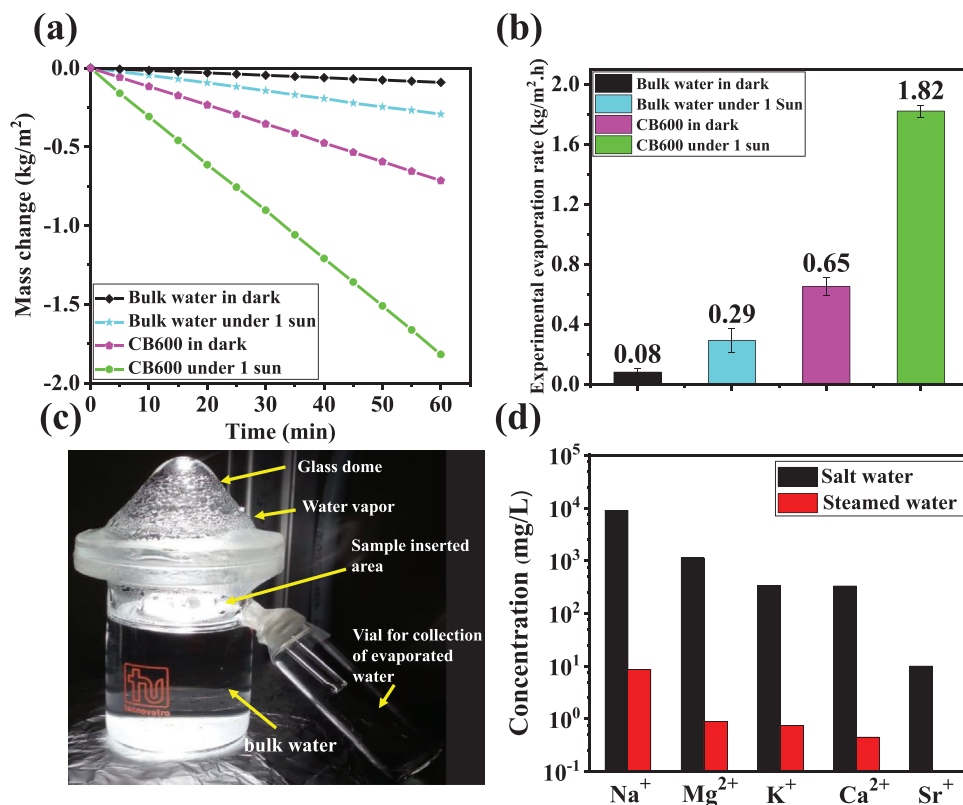 (a)
0.0
-0.5
-1.0
-1.5
-2.0
Mass change (kg/m²)
Bulk water in dark
Bulk water under 1 sun
CB600 in dark
CB600 under 1 sun
0 10 20 30 40 50 60
Time (min)
(b)
2.0
1.6
1.2
0.8
0.4
0.0
Experimental evaporation rate (kg/m².h)
Bulk water in dark
Bulk water under 1 Sun
CB600 in dark
CB600 under 1 sun
0.08
0.29
0.65
1.82
(c)
Glass dome
Water vapor
Sample inserted
area
Vial for collection
of evaporated
water
bulk water
tecnovetro
(d)
10⁵
10⁴
10³
10²
10¹
10⁰
10⁻¹
Concentration (mg/L)
Salt water
Steamed water
Na⁺ Mg²⁺ K⁺ Ca²⁺ Sr⁺